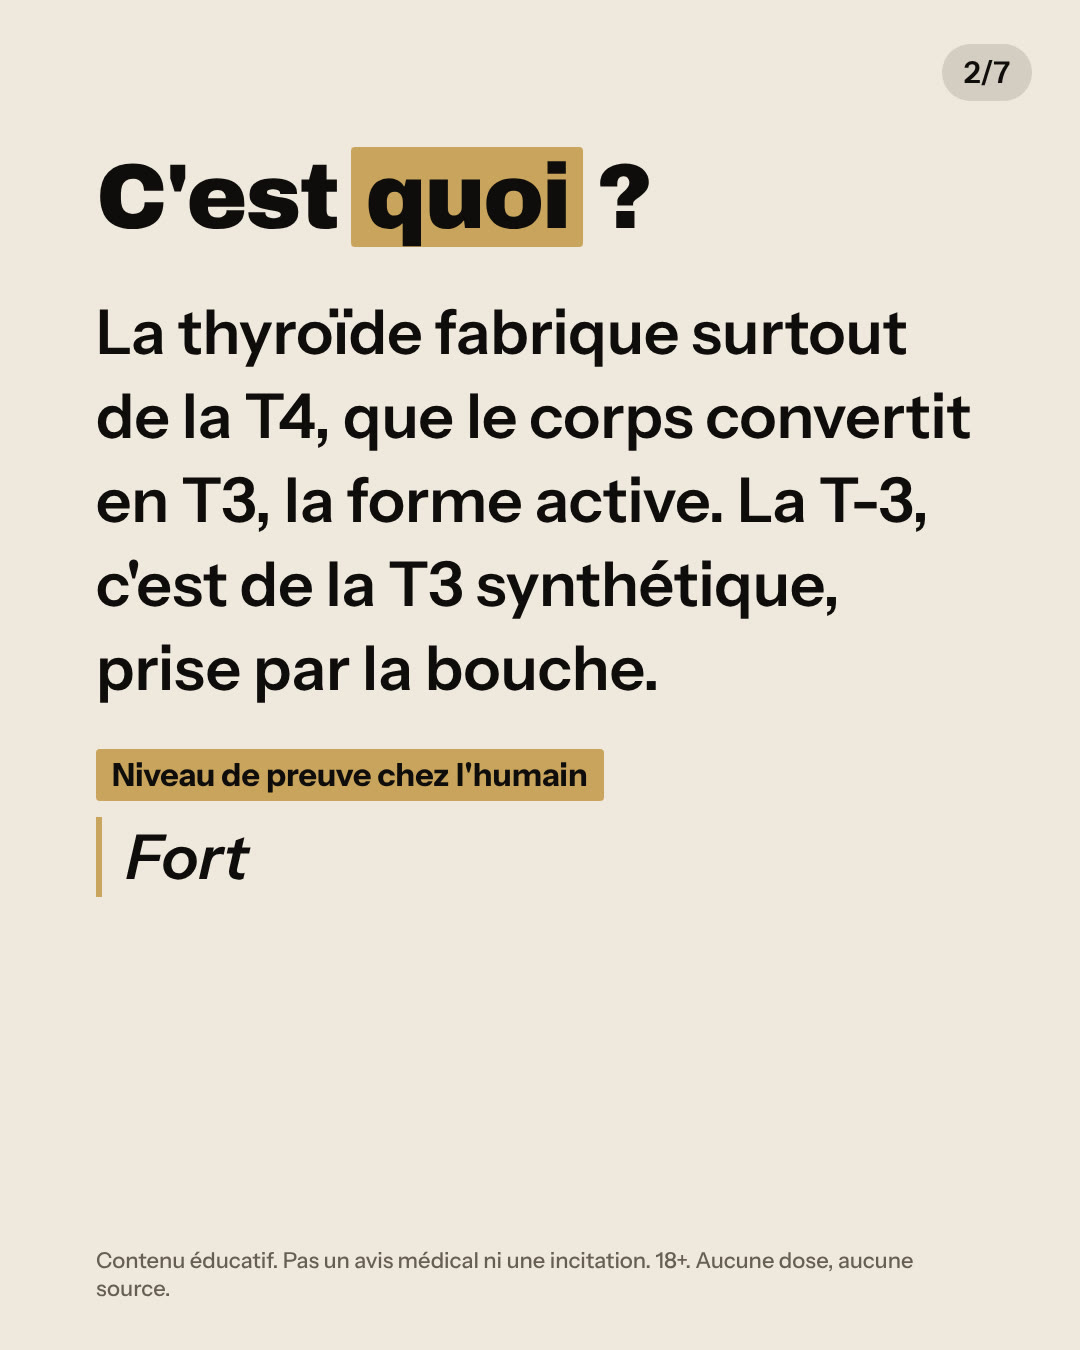 2/7
C'est quoi ?
La thyroïde fabrique surtout
de la T4, que le corps convertit
en T3, la forme active. La T-3,
c'est de la T3 synthétique,
prise par la bouche.
Niveau de preuve chez l'humain
Fort
Contenu éducatif. Pas un avis médical ni une incitation. 18+. Aucune dose, aucune
source.